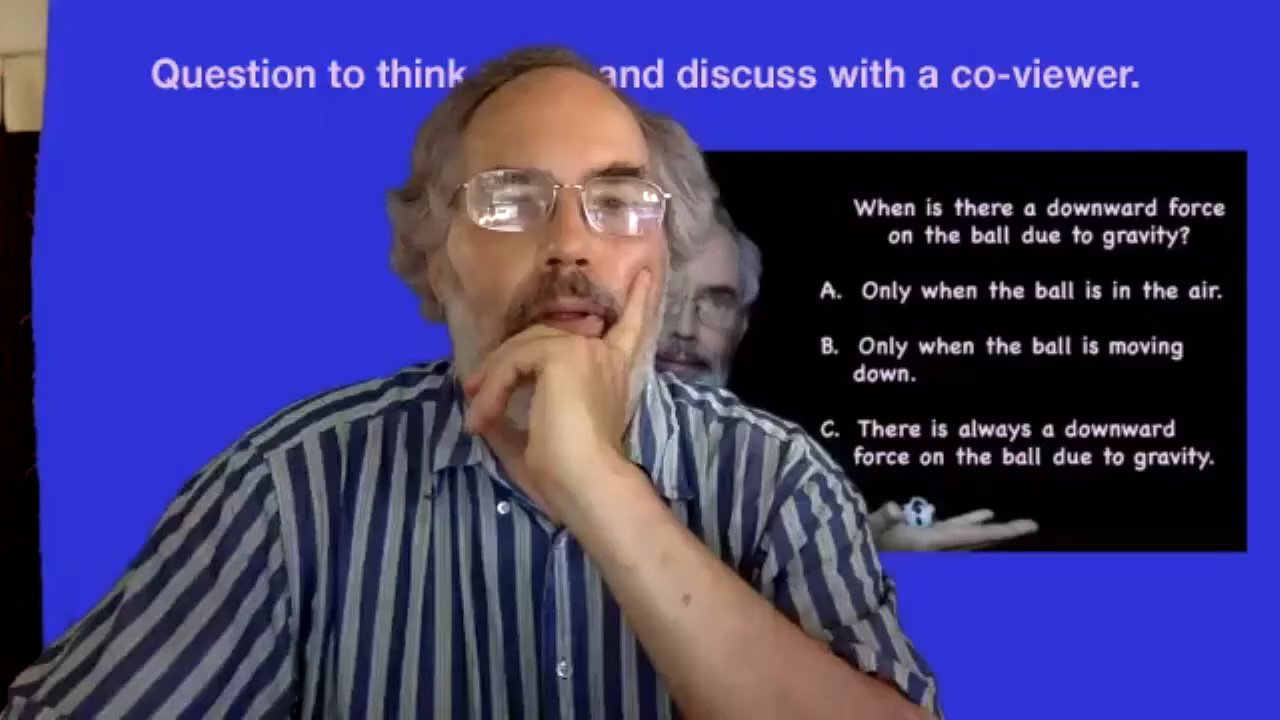 Question to think and discuss with a co-viewer.
When is there a downward force
on the ball due to gravity?
A. Only when the ball is in the air.
B. Only when the ball is moving
down.
C. There is always a downward
force on the ball due to gravity.